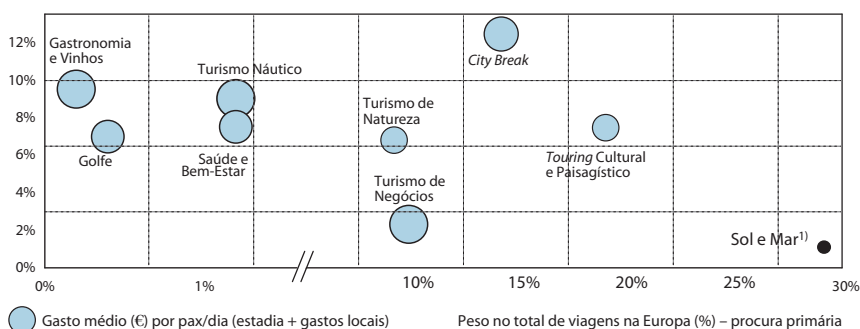 12%
10%
8%
6%
4%
2%
0%
Gastronomia
e Vinhos
Golfe
Turismo Náutico
Saúde e
Bem-Estar
Turismo de
Natureza
Turismo de
Negócios
City Break
Touring Cultural
e Paisagístico
Sol e Mar1)
0% 1% 10% 15% 20% 25% 30%
Gasto médio (€) por pax/dia (estadia + gastos locais)
Peso no total de viagens na Europa (%) – procura primária